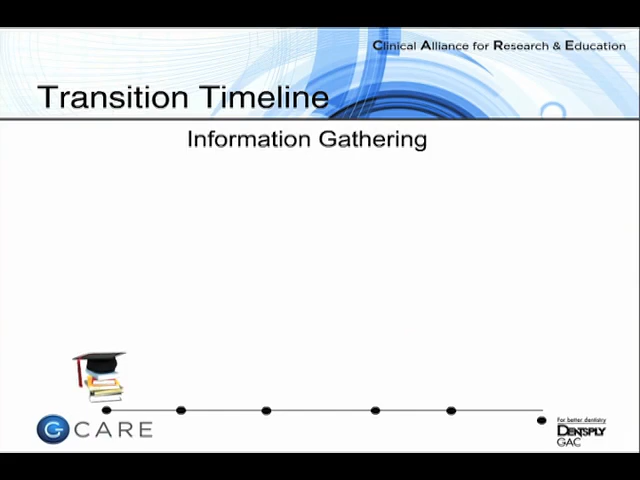 Clinical Alliance for Research & Education
Transition Timeline
Information Gathering
G CARE
For better dentistry
DENTSPLY
GAC